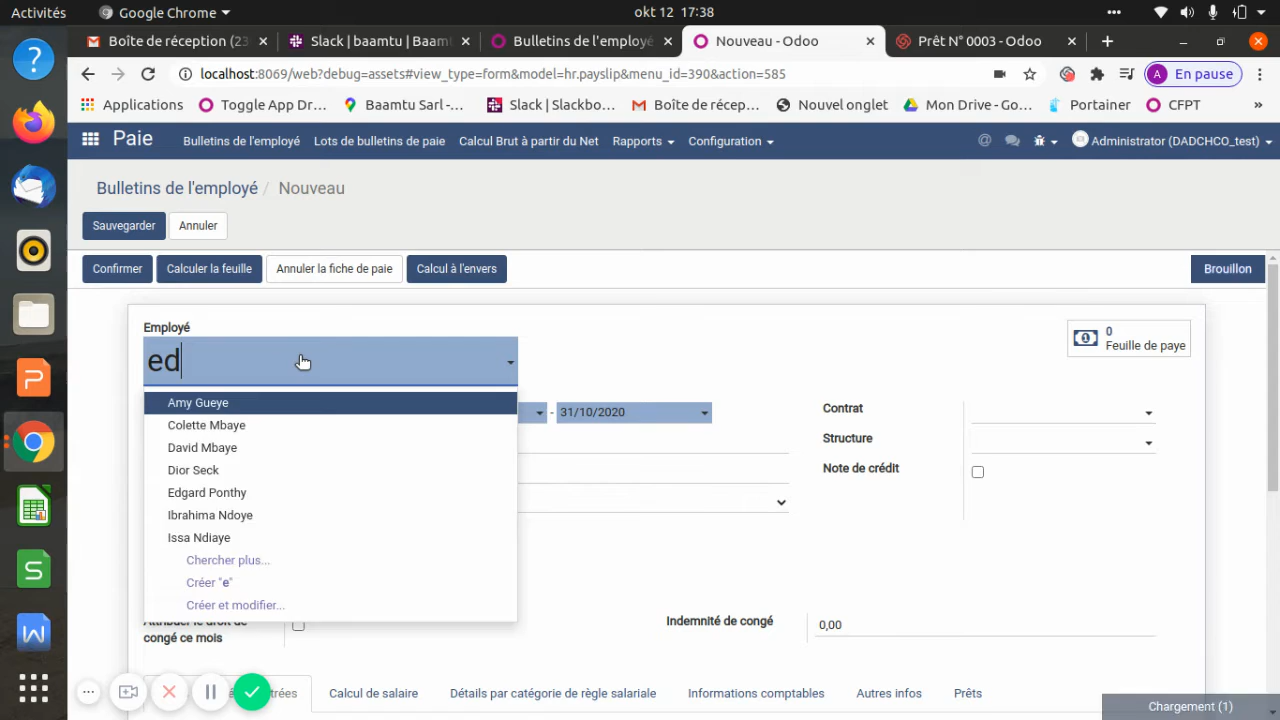 Activités
Google Chrome
okt 12 17:38
Boîte de réception (23
Slack | baamtu | Baamt
Bulletins de l'employé
Nouveau - Odoo
Prêt N° 0003 - Odoo
localhost:8069/web?debug=assets#view_type=form&model=hr.payslip&menu_id=390&action=585
A En pause
Applications
Toggle App Dr...
Baamtu Sarl -...
Slack | Slackbo...
Boîte de récep...
Nouvel onglet
Mon Drive - Go...
Portainer
CFPT
»
Paie
Bulletins de l'employé
Lots de bulletins de paie
Calcul Brut à partir du Net
Rapports
Configuration
Administrator (DADCHCO_test)
Bulletins de l'employé / Nouveau
Sauvegarder
Annuler
Confirmer
Calculer la feuille
Annuler la fiche de paie
Calcul à l'envers
Brouillon
Employé
ed
0
Feuille de paye
Amy Gueye
Colette Mbaye
David Mbaye
Dior Seck
Edgard Ponthy
Ibrahima Ndoye
Issa Ndiaye
Chercher plus...
Créer "e"
Créer et modifier...
- 31/10/2020
Contrat
Structure
Note de crédit
Attribuer le droit de
congé ce mois
Indemnité de congé
0,00
Calcul de salaire
Détails par catégorie de règle salariale
Informations comptables
Autres infos
Prêts
Chargement (1)